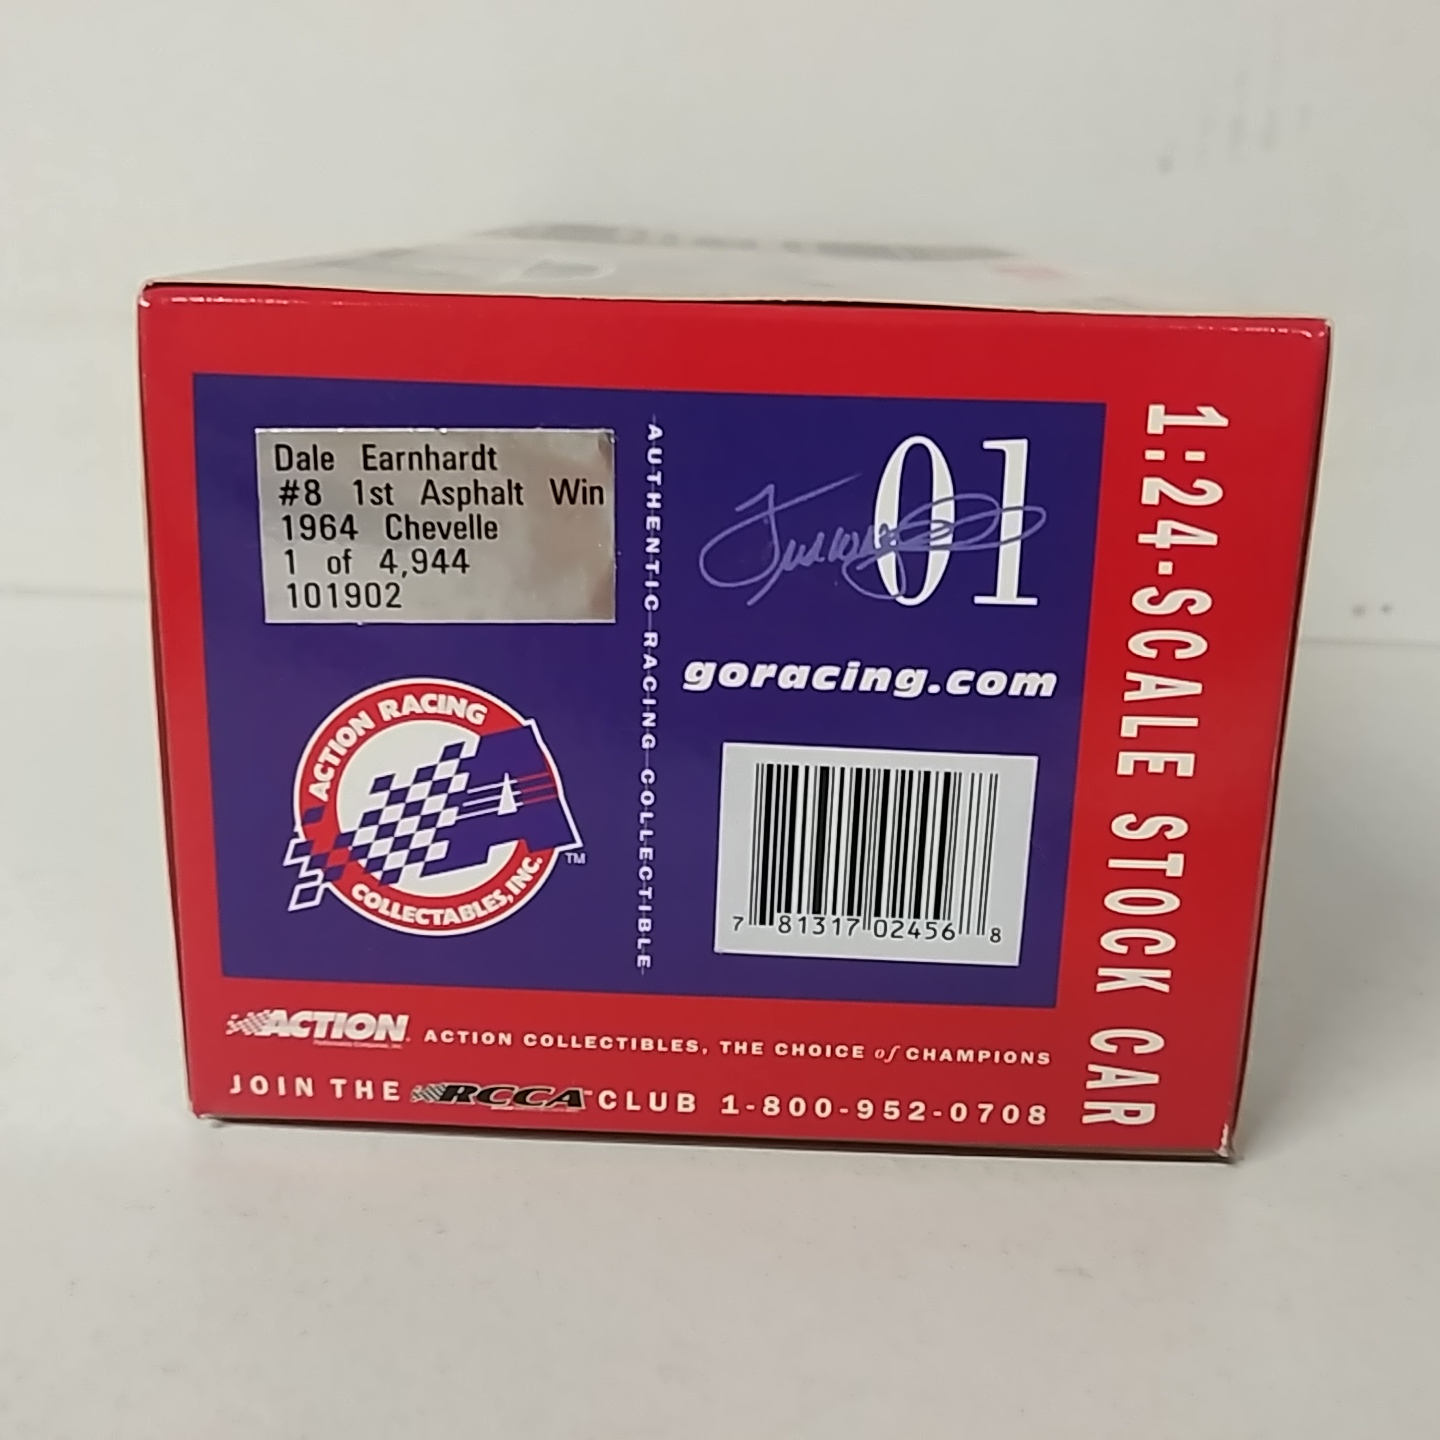 Dale Earnhardt
#8 1st Asphalt Win
1964 Chevelle
1 of 4,944
101902
AUTHENTIC RACING COLLECTIBLE
01
goracing.com
ACTION RACING
COLLECTABLES, INC.
TM
7 81317 02456 8
1:24-SCALE STOCK CAR
ACTION
ACTION COLLECTIBLES, THE CHOICE of CHAMPIONS
JOIN THE RCCA CLUB 1-800-952-0708